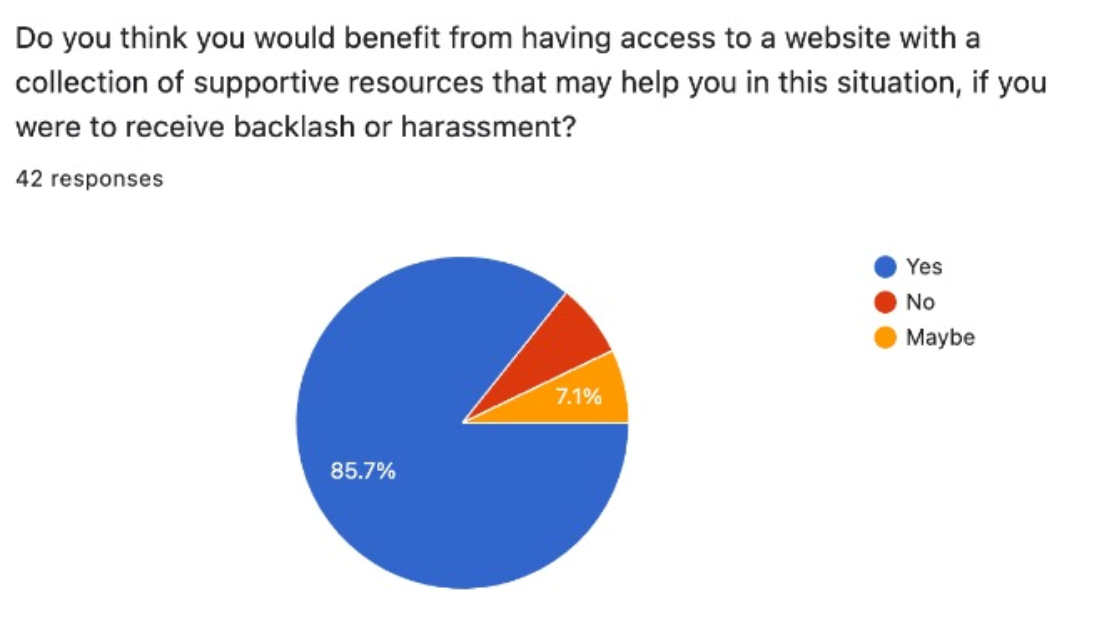 Do you think you would benefit from having access to a website with a
collection of supportive resources that may help you in this situation, if you
were to receive backlash or harassment?
42 responses
Yes
No
Maybe
7.1%
85.7%